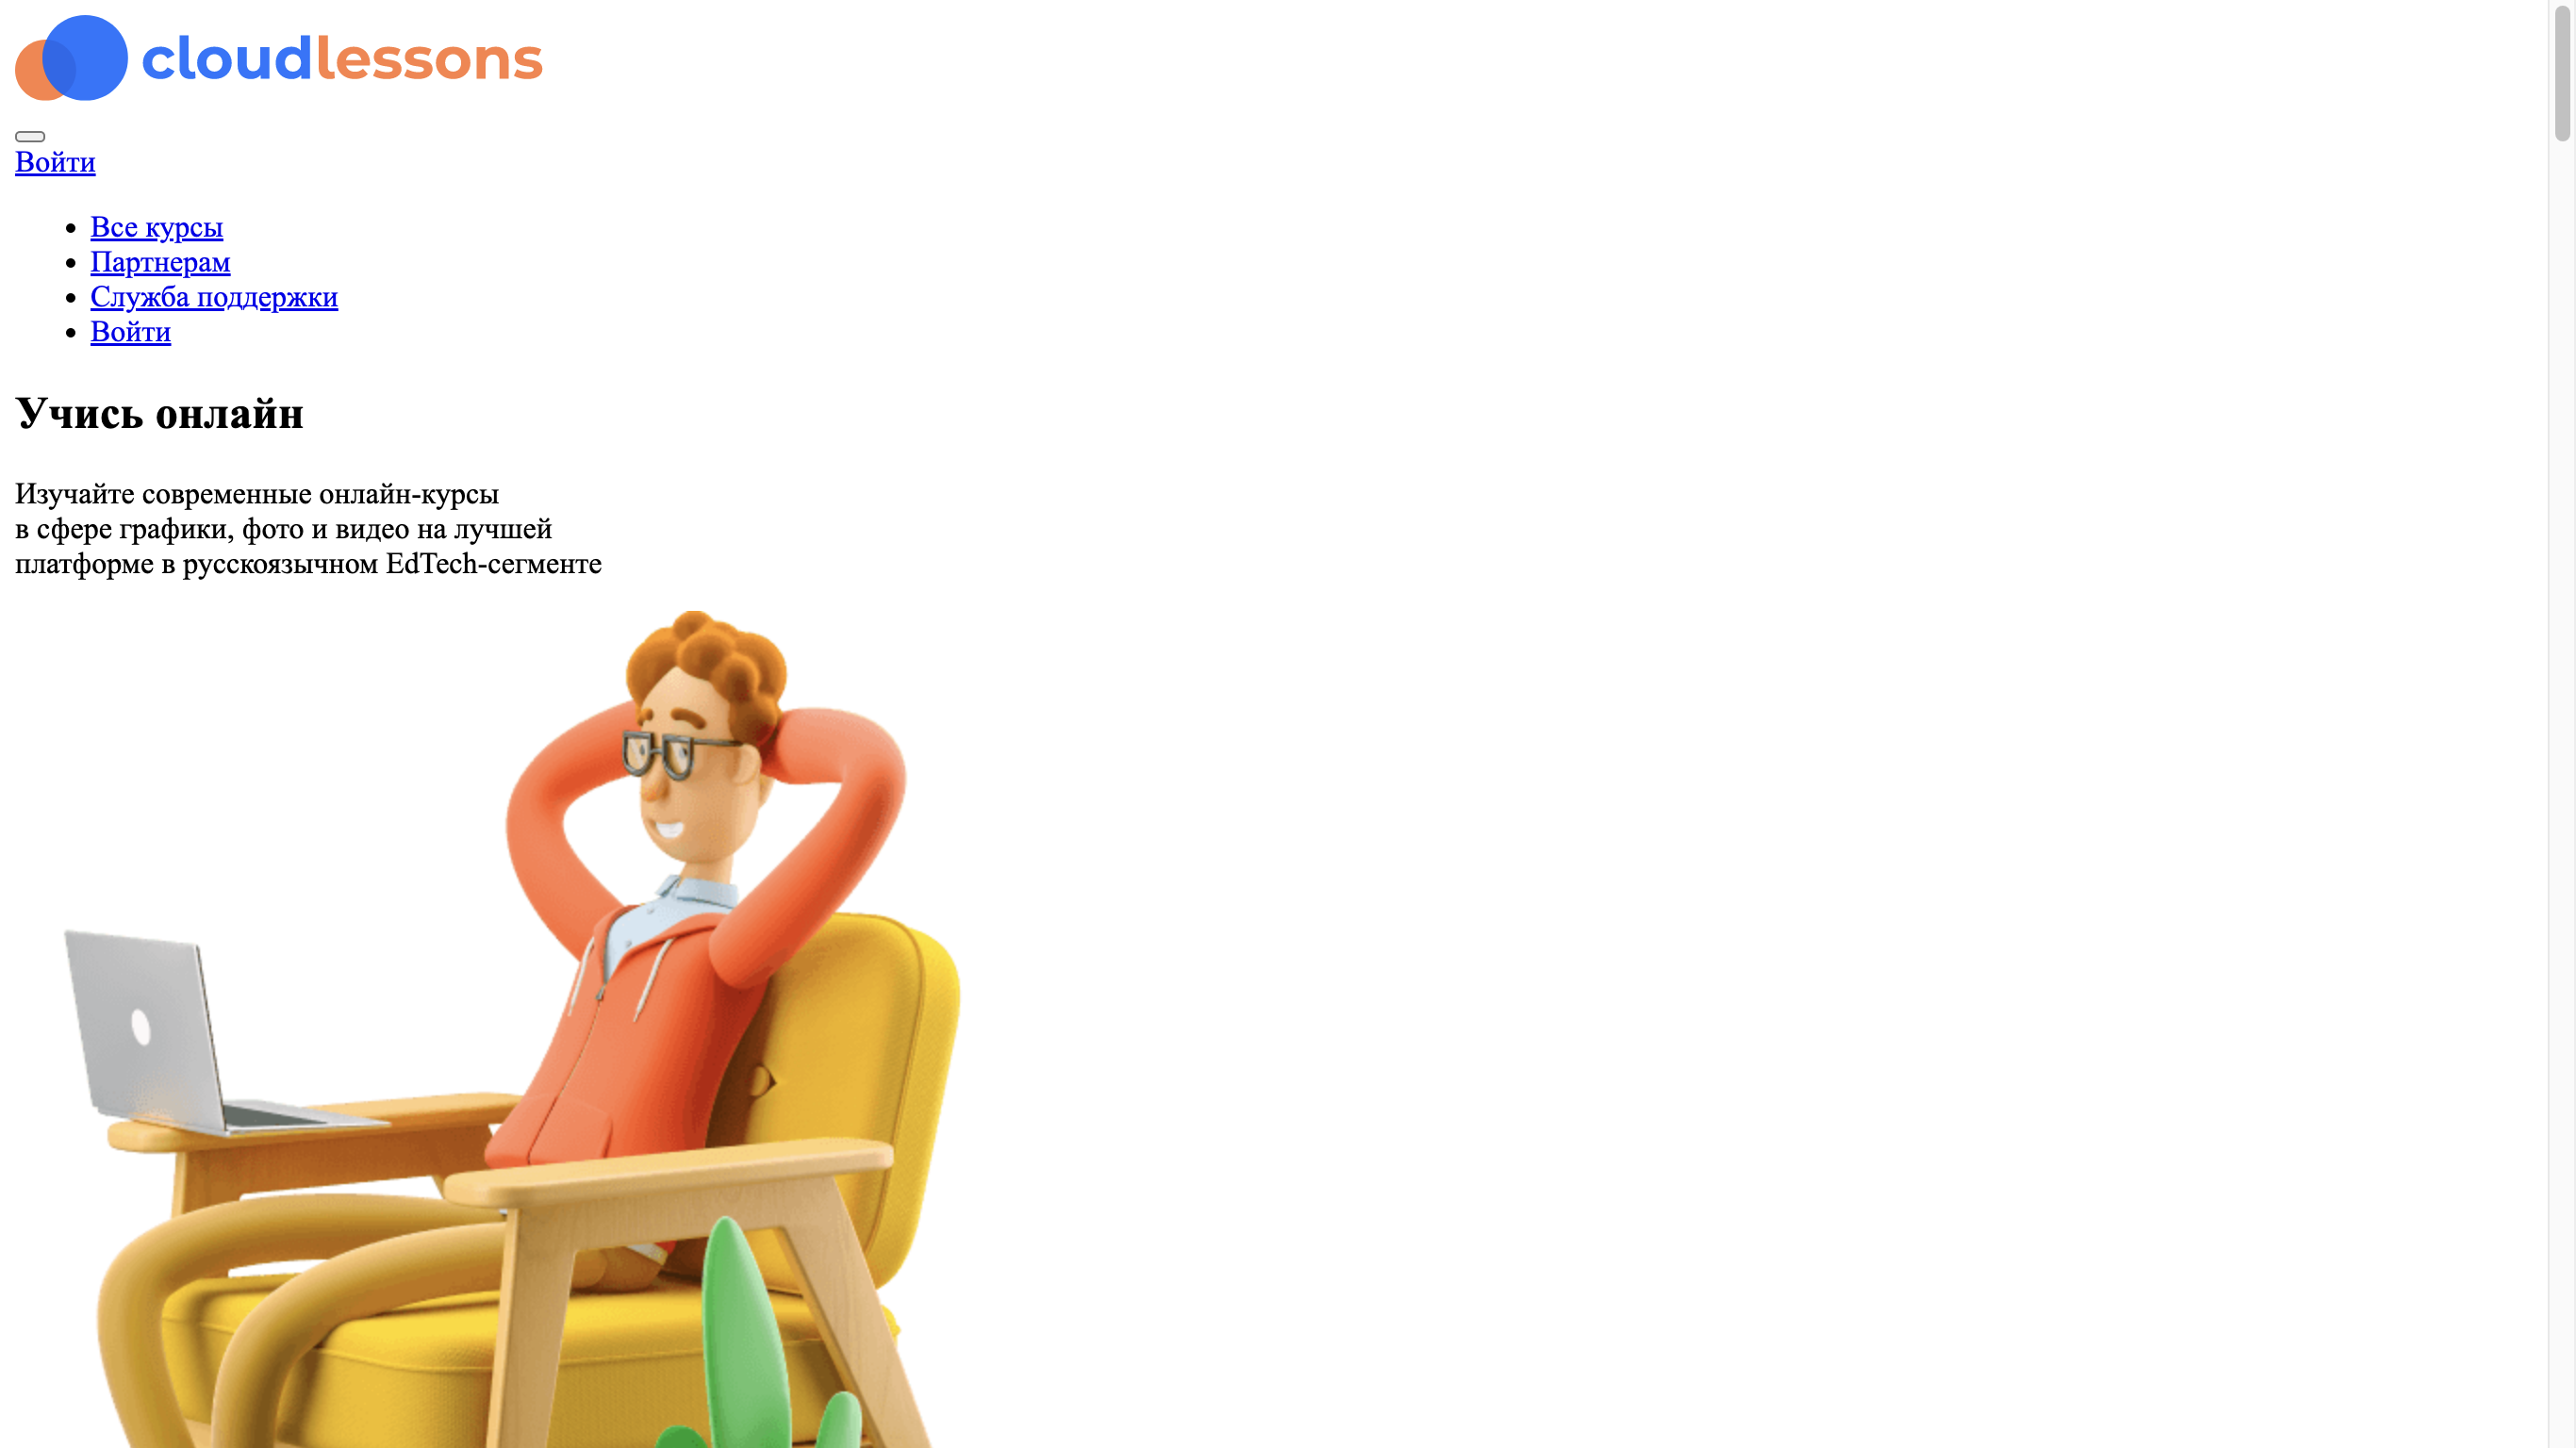 cloudlessons
Войти
Все курсы
Партнерам
Служба поддержки
Войти
Учись онлайн
Изучайте современные онлайн-курсы
в сфере графики, фото и видео на лучшей
платформе в русскоязычном EdTech-сегменте